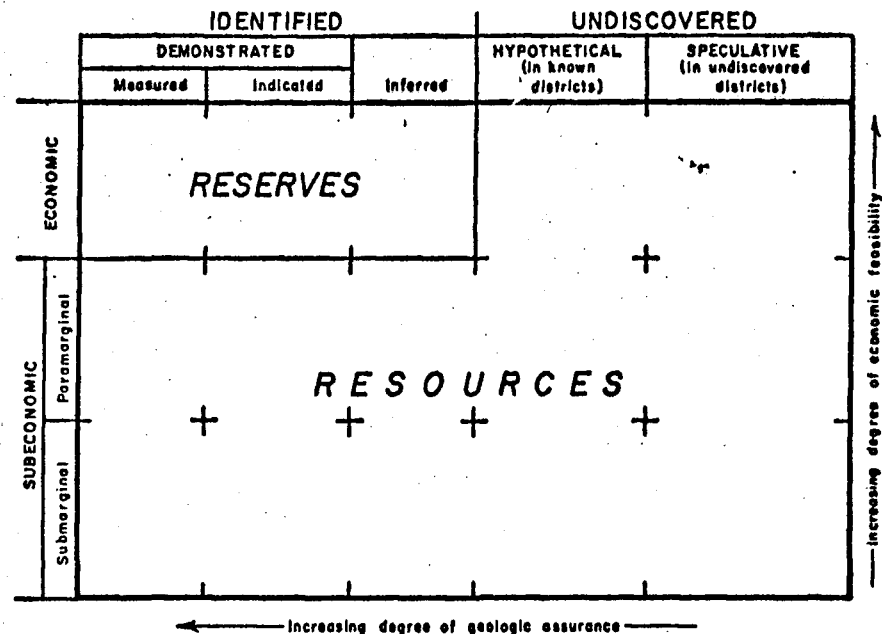 IDENTIFIED UNDISCOVERED
DEMONSTRATED HYPOTHETICAL SPECULATIVE
(in known (in undiscovered
Measured Indicated Inferred districts) districts)
ECONOMIC
RESERVES
SUBECONOMIC
Paramarginal
RESOURCES
Submarginal
Increasing degree of economic feasibility
Increasing degree of geologic assurance